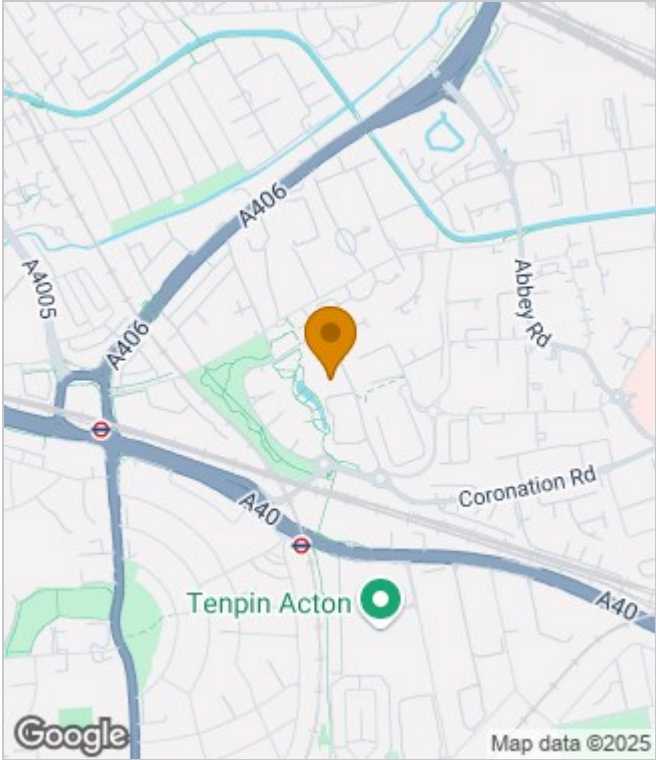 A406
A4005
A406
Abbey Rd
Coronation Rd
A40
Tenpin Acton
A40
Google
Map data ©2025